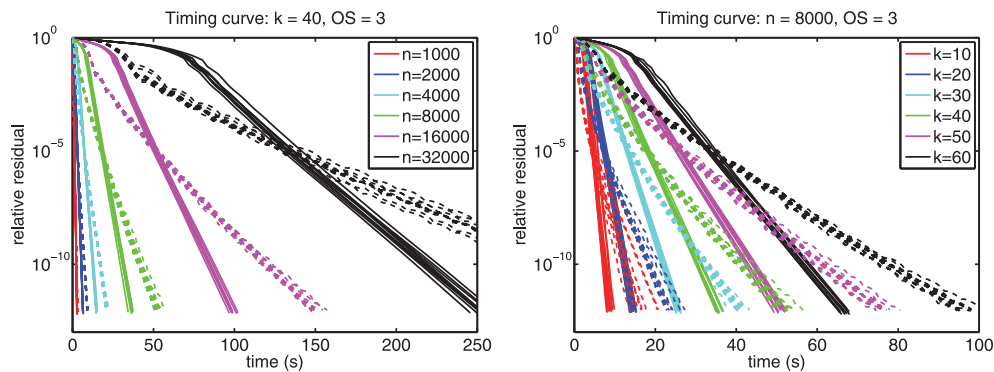 Timing curve: k = 40, OS = 3
relative residual
10^0
10^-5
10^-10
n=1000
n=2000
n=4000
n=8000
n=16000
n=32000
0 50 100 150 200 250
time (s)
Timing curve: n = 8000, OS = 3
relative residual
10^0
10^-5
10^-10
k=10
k=20
k=30
k=40
k=50
k=60
0 20 40 60 80 100
time (s)